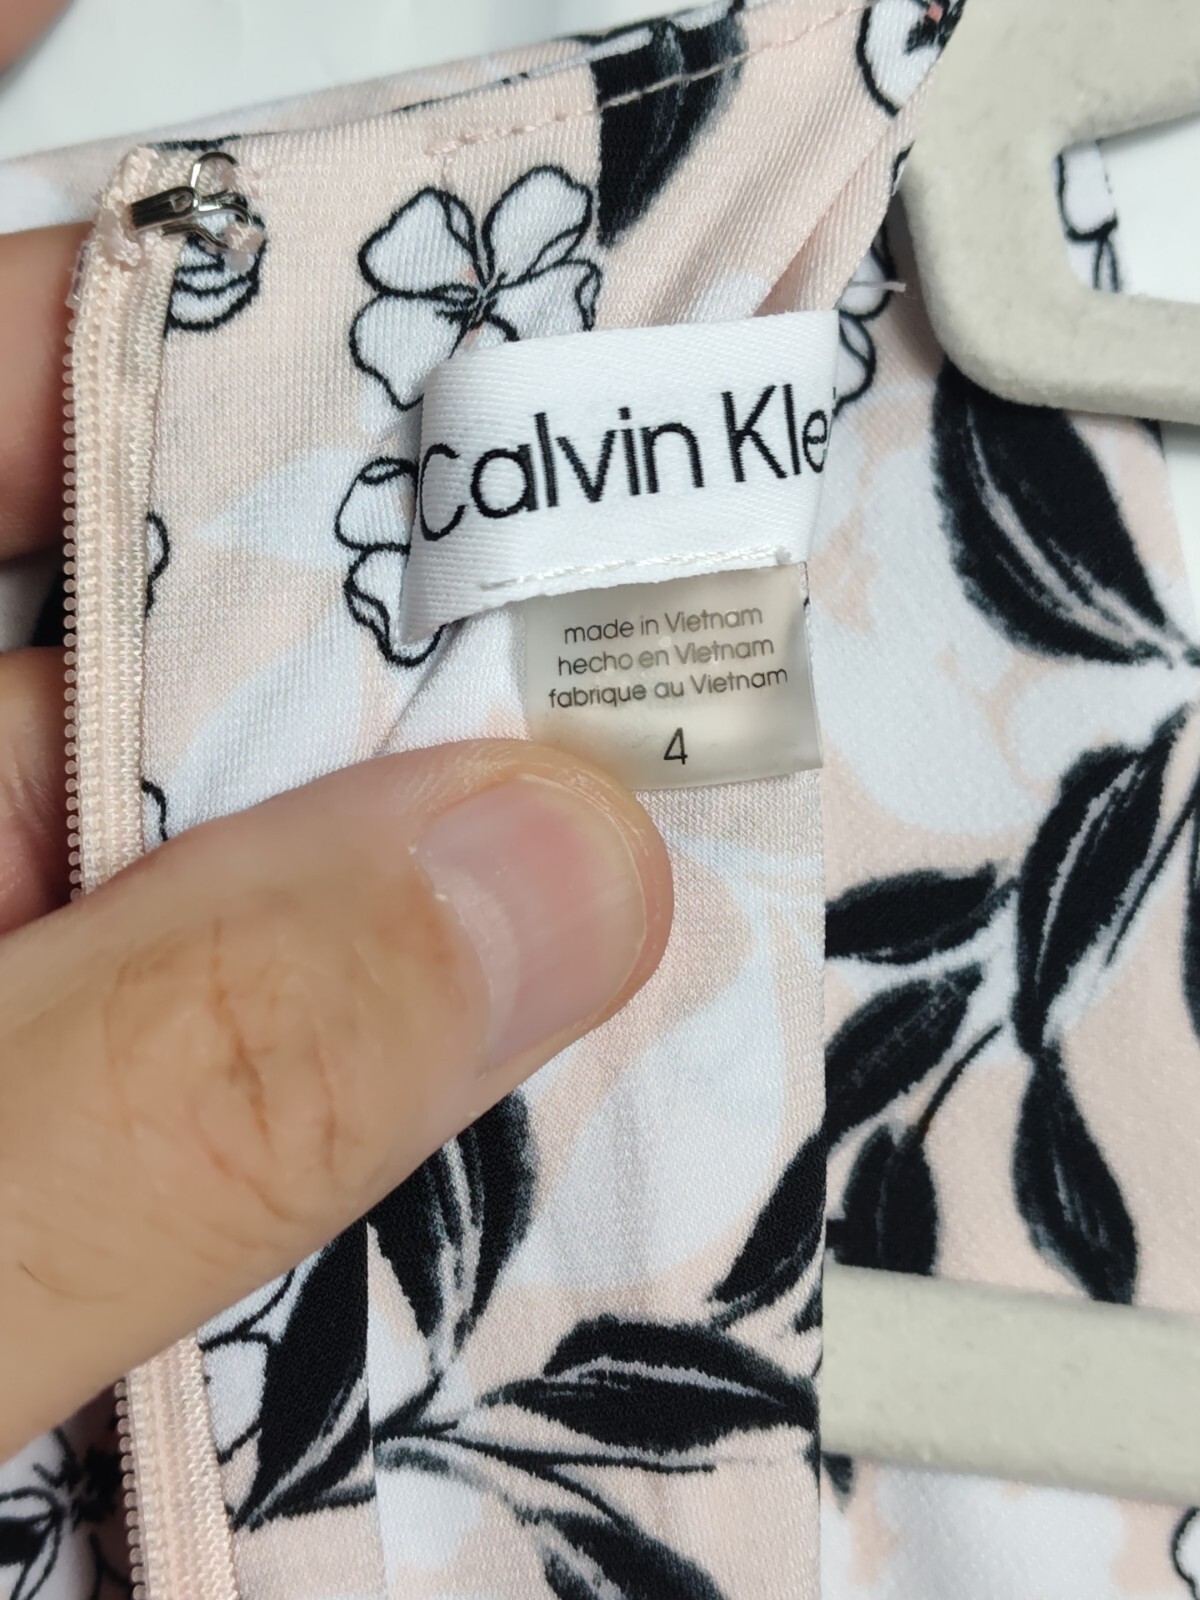 Calvin Kle
made in Vietnam
hecho en Vietnam
fabrique au Vietnam
4